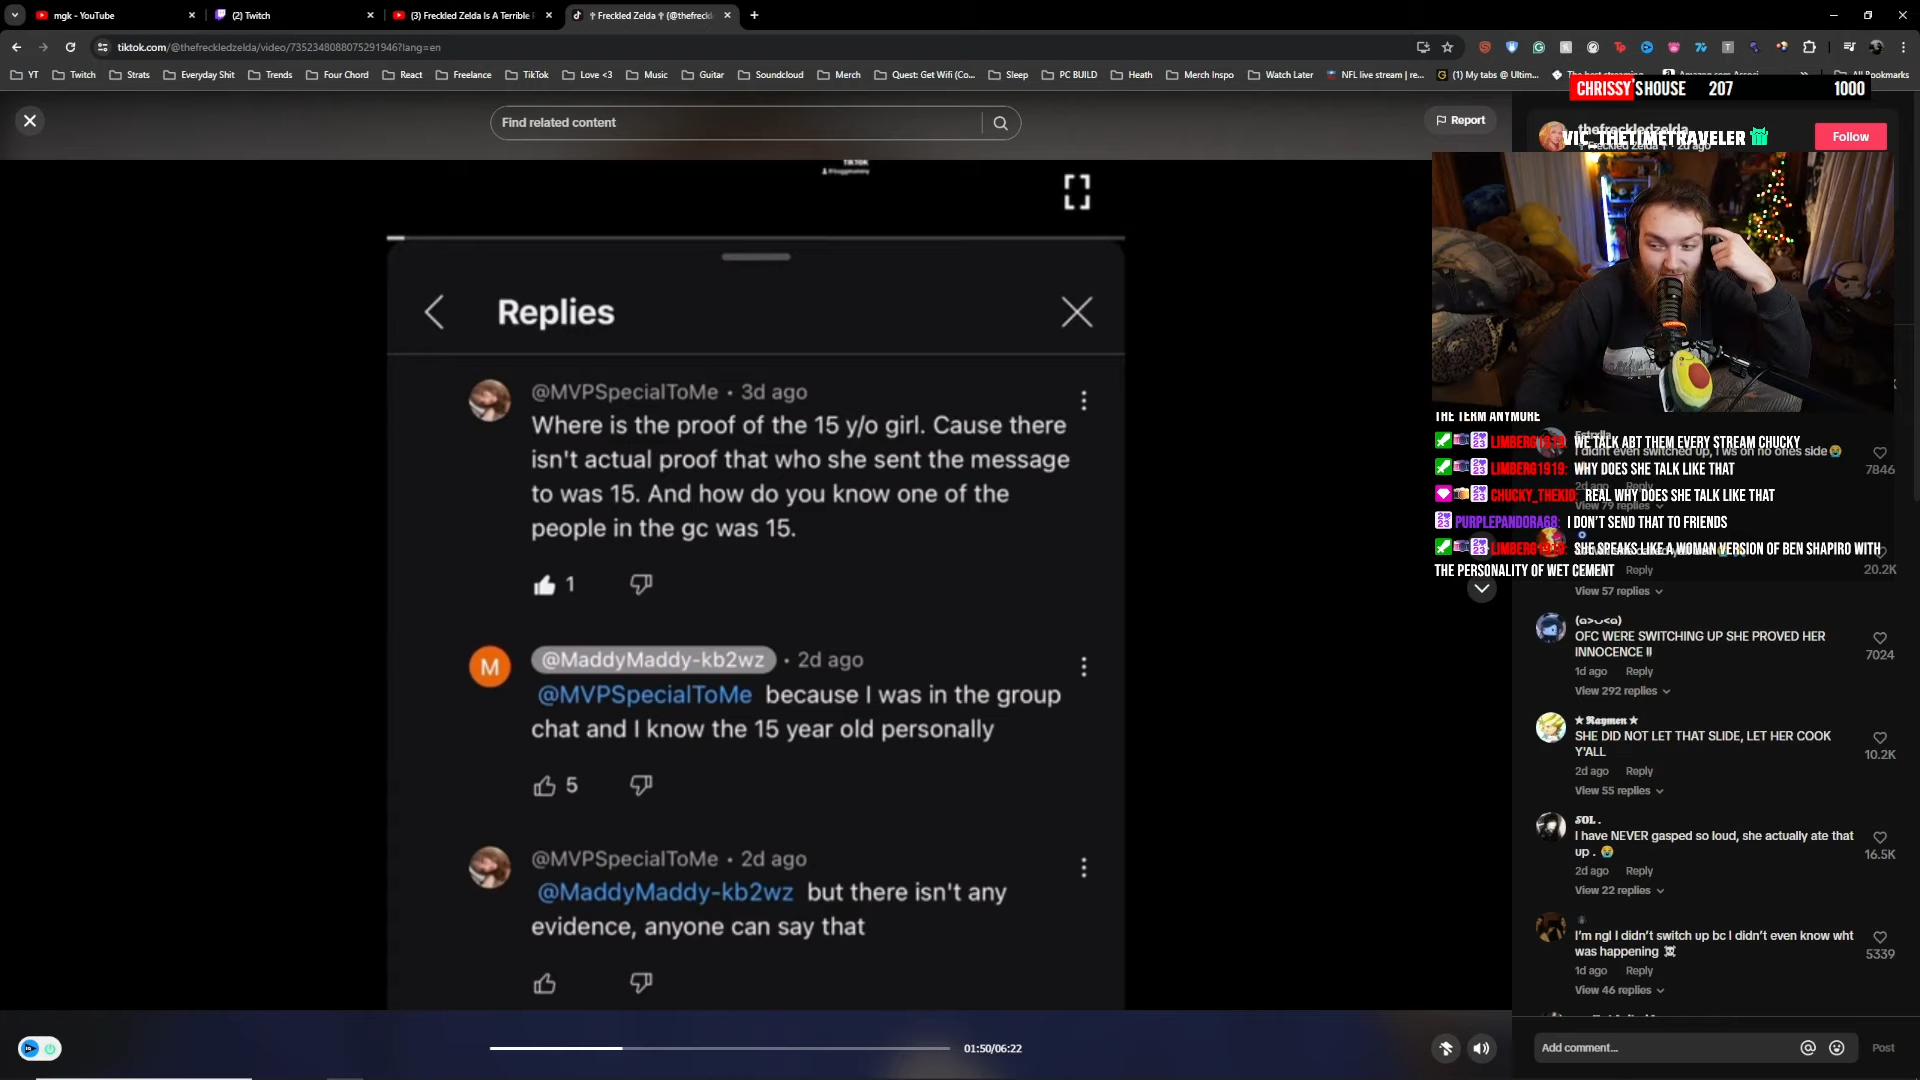 mgk - YouTube
(2) Twitch
(3) Freckled Zelda Is A Terrible
✝ Freckled Zelda ✝ (@thefreckl
tiktok.com/@thefreckledzelda/video/7352348088075291946?lang=en
YT
Twitch
Strats
Everyday Shit
Trends
Four Chord
React
Freelance
TikTok
Love <3
Music
Guitar
Soundcloud
Merch
Quest: Get Wifi (Co...
Sleep
PC BUILD
Heath
Merch Inspo
Watch Later
NFL live stream | re...
(1) My tabs @ Ultim...
All Bookmarks
CHRISSY'SHOUSE 207 1000
Find related content
Report
thefreckledzelda
VIC_THETIMETRAVELER
Follow
TIKTOK
Replies
@MVPSpecialToMe • 3d ago
Where is the proof of the 15 y/o girl. Cause there
isn't actual proof that who she sent the message
to was 15. And how do you know one of the
people in the gc was 15.
1
@MaddyMaddy-kb2wz • 2d ago
@MVPSpecialToMe because I was in the group
chat and I know the 15 year old personally
5
@MVPSpecialToMe • 2d ago
@MaddyMaddy-kb2wz but there isn't any
evidence, anyone can say that
THE TERM ANYMORE
LIMBERG1919: WE TALK ABT THEM EVERY STREAM CHUCKY
I didnt even switched up, I ws on no ones side😭
7846
LIMBERG1919: WHY DOES SHE TALK LIKE THAT
2d ago Reply
CHUCKY_THEKID: REAL WHY DOES SHE TALK LIKE THAT
View 79 replies
PURPLEPANDORA68: I DON'T SEND THAT TO FRIENDS
LIMBERG1919: SHE SPEAKS LIKE A WOMAN VERSION OF BEN SHAPIRO WITH
THE PERSONALITY OF WET CEMENT
Reply
20.2K
View 57 replies
OFC WERE SWITCHING UP SHE PROVED HER
INNOCENCE !!
7024
1d ago Reply
View 292 replies
★ Raymen ★
SHE DID NOT LET THAT SLIDE, LET HER COOK
Y'ALL
10.2K
2d ago Reply
View 55 replies
SOL .
I have NEVER gasped so loud, she actually ate that
up . 😭
16.5K
2d ago Reply
View 22 replies
I'm ngl I didn't switch up bc I didn't even know wht
was happening ☠
5339
1d ago Reply
View 46 replies
01:50/06:22
Add comment...
Post